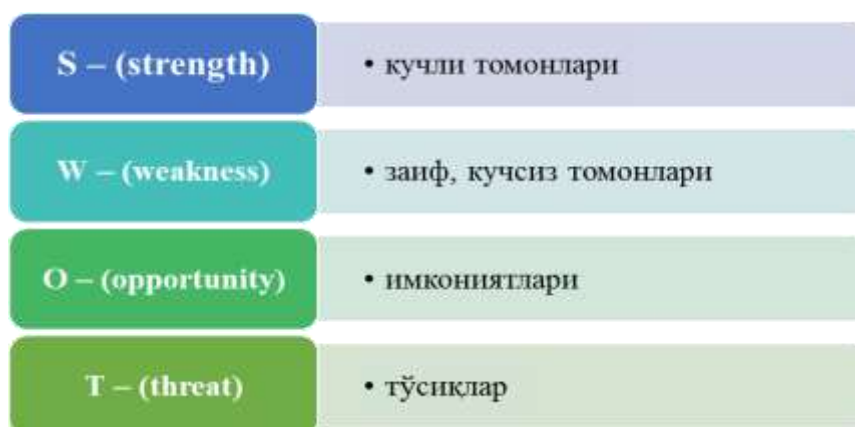 S – (strength)
• кучли томонлари
W – (weakness)
• заиф, кучсиз томонлари
O – (opportunity)
• имкониятлари
T – (threat)
• тўсиқлар